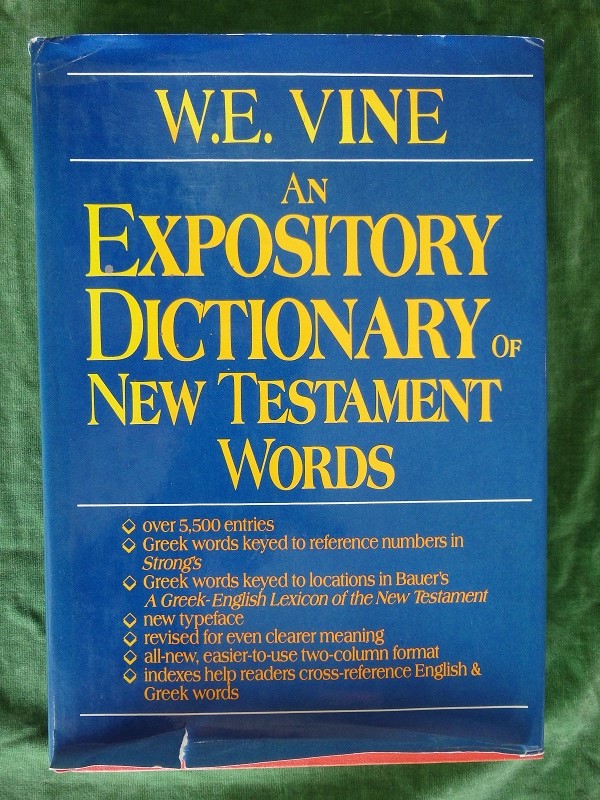 W.E. VINE
AN
EXPOSITORY
DICTIONARY OF
NEW TESTAMENT
WORDS
over 5,500 entries
Greek words keyed to reference numbers in
Strong's
Greek words keyed to locations in Bauer's
A Greek-English Lexicon of the New Testament
new typeface
revised for even clearer meaning
all-new, easier-to-use two-column format
indexes help readers cross-reference English &
Greek words